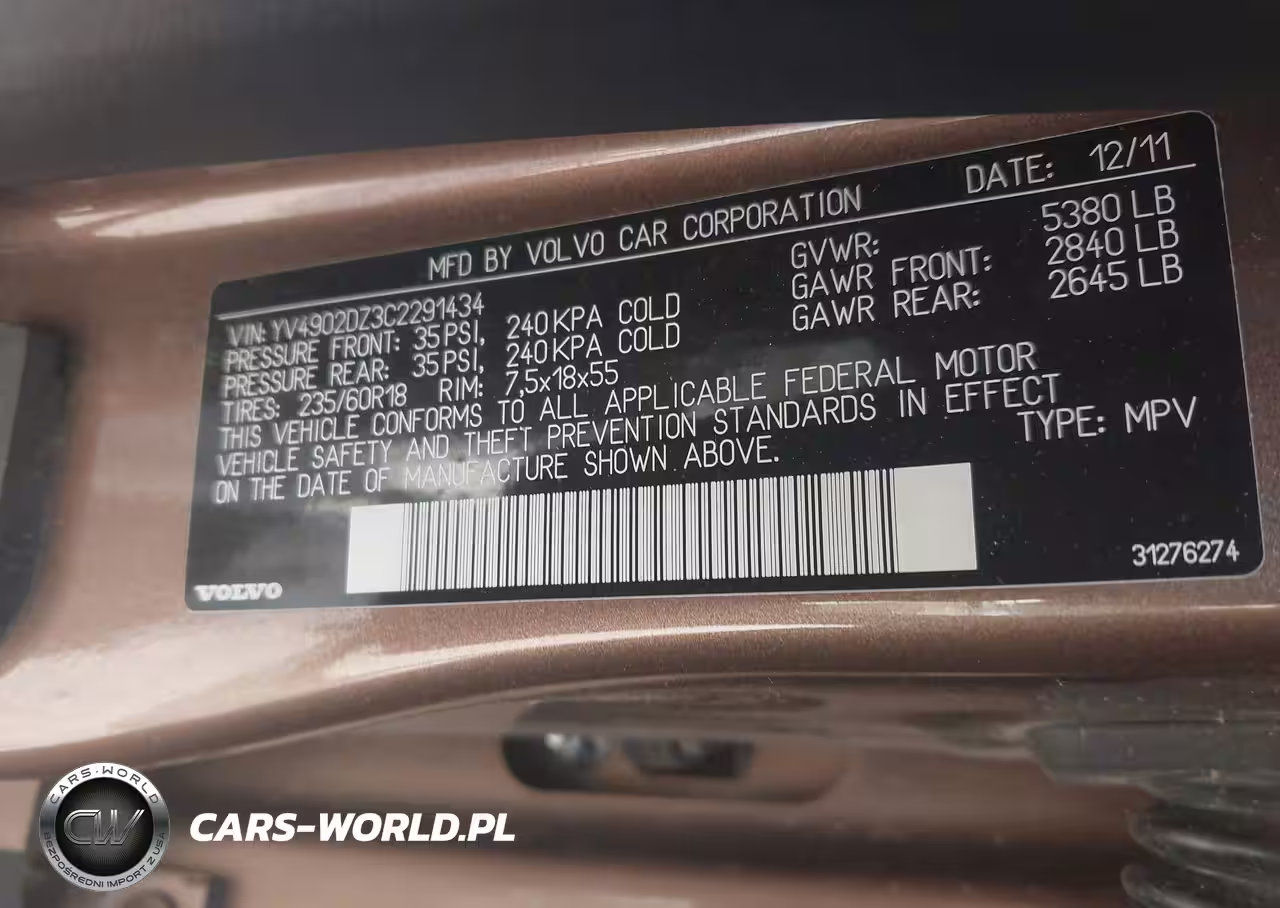 MFD BY VOLVO CAR CORPORATION DATE: 12/11
VIN: YV4902DZ3C2291434 GVWR: 5380 LB
PRESSURE FRONT: 35 PSI, 240 KPA COLD GAWR FRONT: 2840 LB
PRESSURE REAR: 35 PSI, 240 KPA COLD GAWR REAR: 2645 LB
TIRES: 235/60R18 RIM: 7,5x18x55
THIS VEHICLE CONFORMS TO ALL APPLICABLE FEDERAL MOTOR
VEHICLE SAFETY AND THEFT PREVENTION STANDARDS IN EFFECT
ON THE DATE OF MANUFACTURE SHOWN ABOVE. TYPE: MPV
VOLVO
31276274
CARS-WORLD
CW
BEZPOŚREDNI IMPORT Z USA
CARS-WORLD.PL